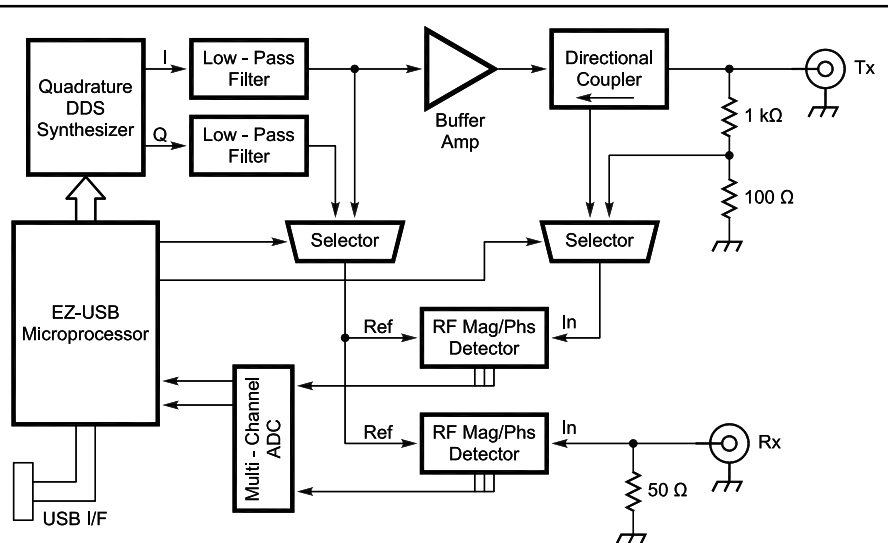 Quadrature
DDS
Synthesizer
I
Q
Low - Pass
Filter
Low - Pass
Filter
Buffer
Amp
Directional
Coupler
Tx
1 kΩ
100 Ω
Selector
Selector
EZ-USB
Microprocessor
Ref
RF Mag/Phs
Detector
In
Multi - Channel
ADC
Ref
RF Mag/Phs
Detector
In
Rx
50 Ω
USB I/F